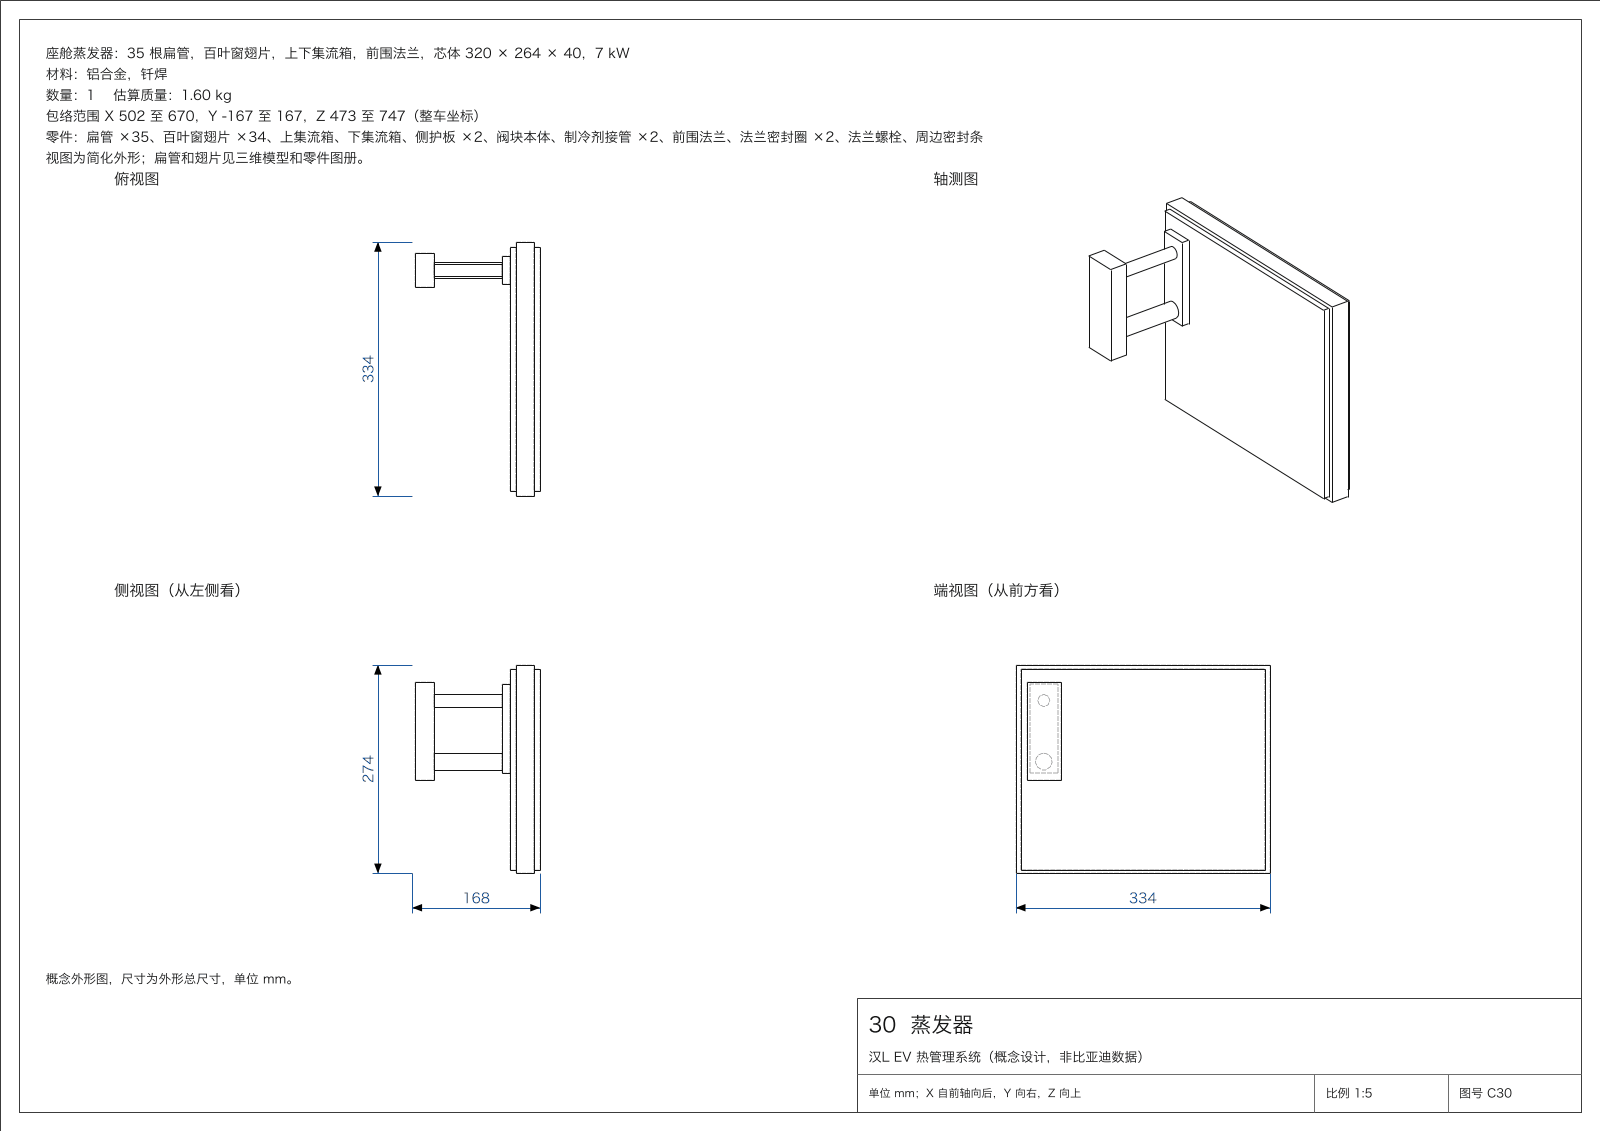 座舱蒸发器：35 根扁管，百叶窗翅片，上下集流箱，前围法兰，芯体 320 × 264 × 40，7 kW
材料：铝合金，钎焊
数量：1 估算质量：1.60 kg
包络范围 X 502 至 670，Y -167 至 167，Z 473 至 747（整车坐标）
零件：扁管 ×35、百叶窗翅片 ×34、上集流箱、下集流箱、侧护板 ×2、阀块本体、制冷剂接管 ×2、前围法兰、法兰密封圈 ×2、法兰螺栓、周边密封条
视图为简化外形；扁管和翅片见三维模型和零件图册。
俯视图
轴测图
334
侧视图（从左侧看）
端视图（从前方看）
274
168
334
概念外形图，尺寸为外形总尺寸，单位 mm。
30 蒸发器
汉L EV 热管理系统（概念设计，非比亚迪数据）
单位 mm；X 自前轴向后，Y 向右，Z 向上
比例 1:5
图号 C30